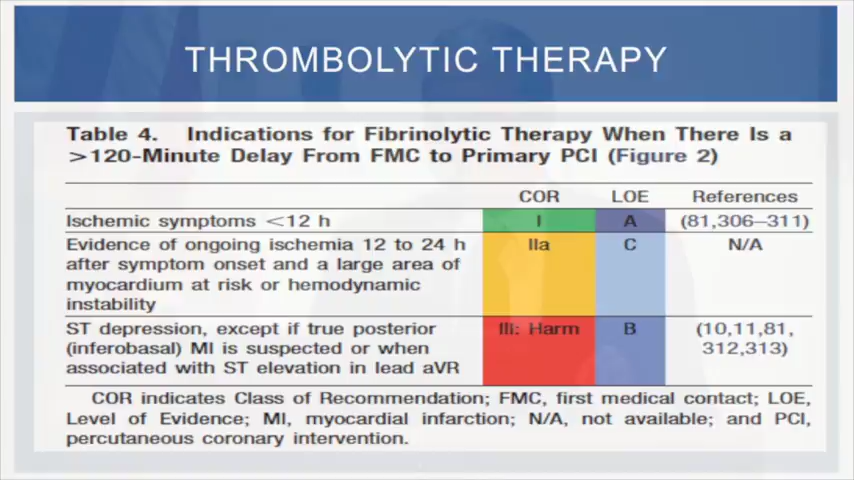 THROMBOLYTIC THERAPY
Table 4. Indications for Fibrinolytic Therapy When There Is a
>120-Minute Delay From FMC to Primary PCI (Figure 2)
COR LOE References
Ischemic symptoms <12 h I A (81,306–311)
Evidence of ongoing ischemia 12 to 24 h IIa C N/A
after symptom onset and a large area of
myocardium at risk or hemodynamic
instability
ST depression, except if true posterior III: Harm B (10,11,81,
(inferobasal) MI is suspected or when 312,313)
associated with ST elevation in lead aVR
COR indicates Class of Recommendation; FMC, first medical contact; LOE,
Level of Evidence; MI, myocardial infarction; N/A, not available; and PCI,
percutaneous coronary intervention.